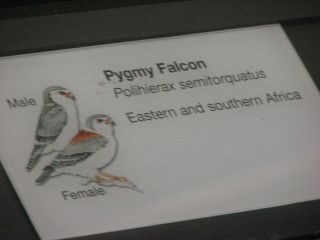 Pygmy Falcon
Polihierax semitorquatus
Eastern and southern Africa
Male
Female